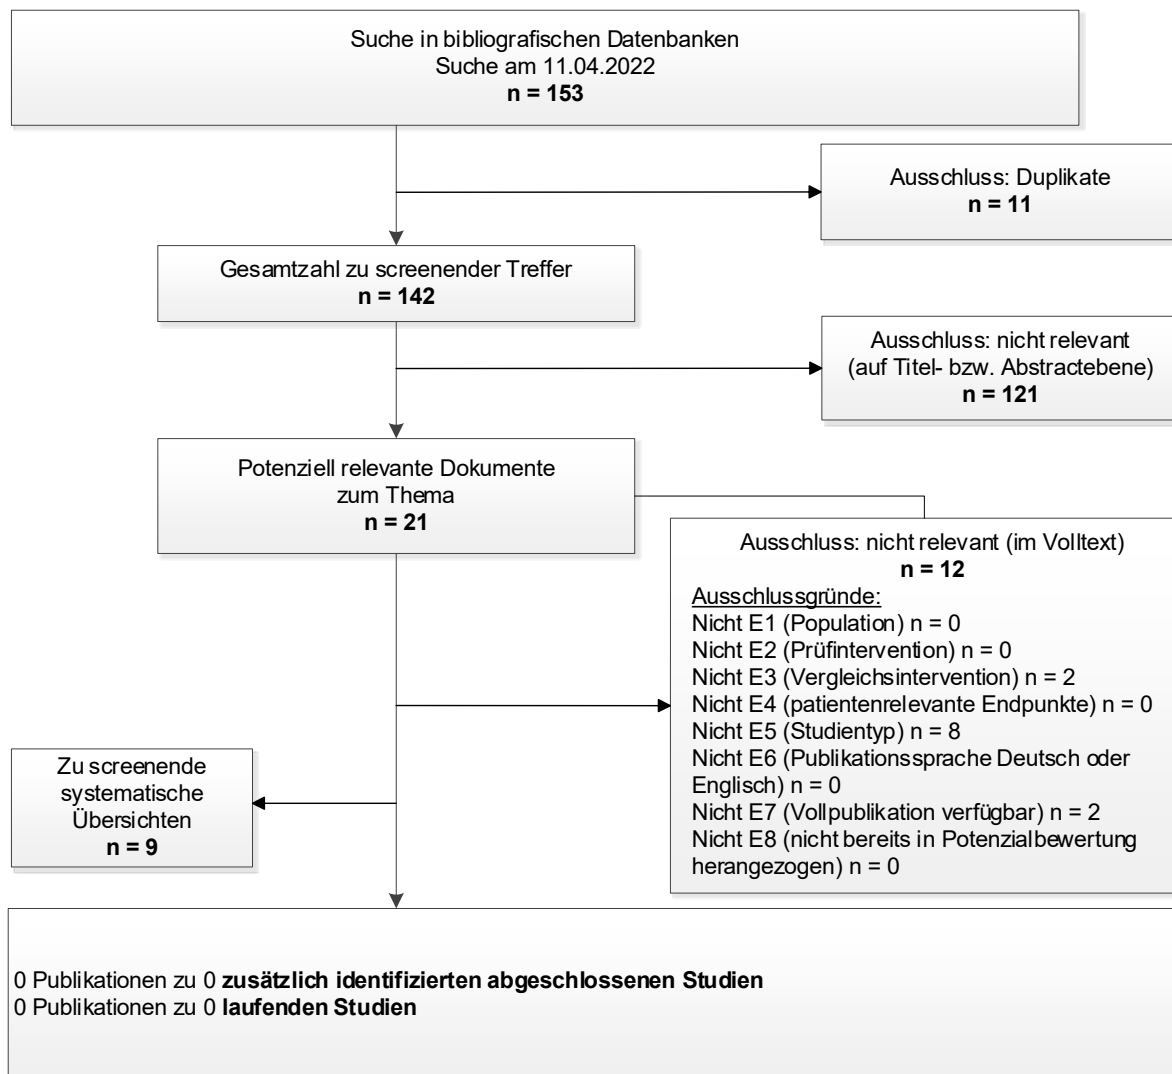 Suche in bibliografischen Datenbanken
Suche am 11.04.2022
n = 153
Ausschluss: Duplikate
n = 11
Gesamtzahl zu screenender Treffer
n = 142
Ausschluss: nicht relevant
(auf Titel- bzw. Abstractebene)
n = 121
Potenziell relevante Dokumente
zum Thema
n = 21
Ausschluss: nicht relevant (im Volltext)
n = 12
Ausschlussgründe:
Nicht E1 (Population) n = 0
Nicht E2 (Prüfintervention) n = 0
Nicht E3 (Vergleichsintervention) n = 2
Nicht E4 (patientenrelevante Endpunkte) n = 0
Nicht E5 (Studientyp) n = 8
Nicht E6 (Publikationssprache Deutsch oder
Englisch) n = 0
Nicht E7 (Vollpublikation verfügbar) n = 2
Nicht E8 (nicht bereits in Potenzialbewertung
herangezogen) n = 0
Zu screenende
systematische
Übersichten
n = 9
0 Publikationen zu 0 zusätzlich identifizierten abgeschlossenen Studien
0 Publikationen zu 0 laufenden Studien